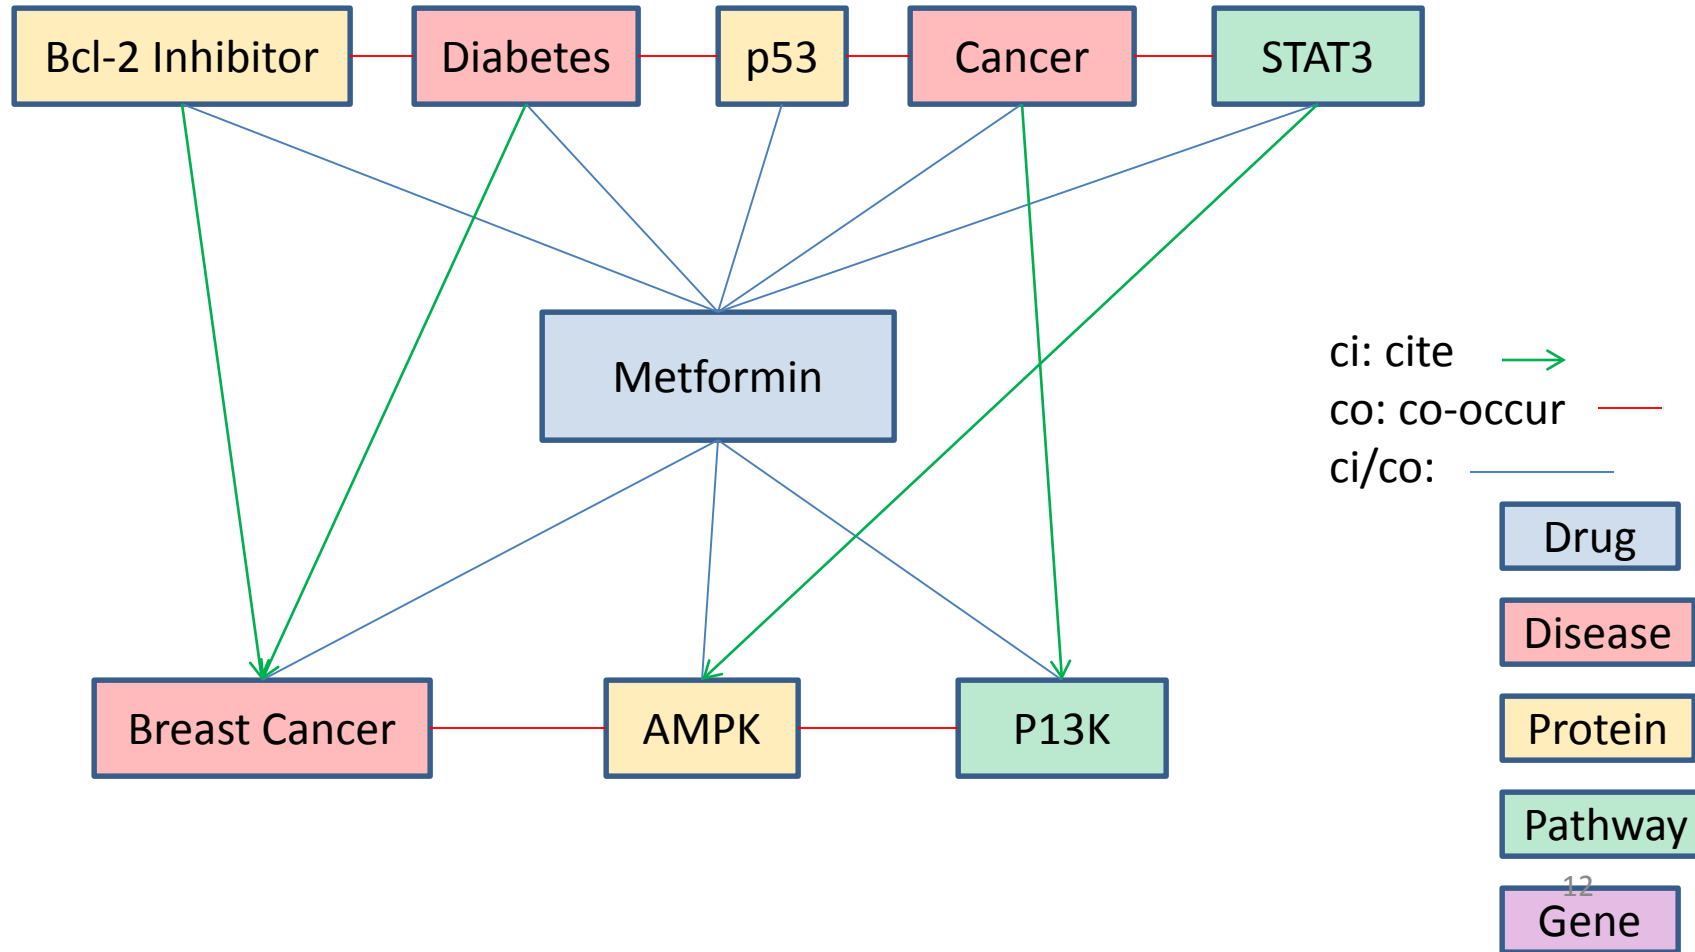 Bcl-2 Inhibitor
Diabetes
p53
Cancer
STAT3
Metformin
ci: cite
co: co-occur
ci/co:
Drug
Disease
Breast Cancer
AMPK
P13K
Protein
Pathway
12
Gene